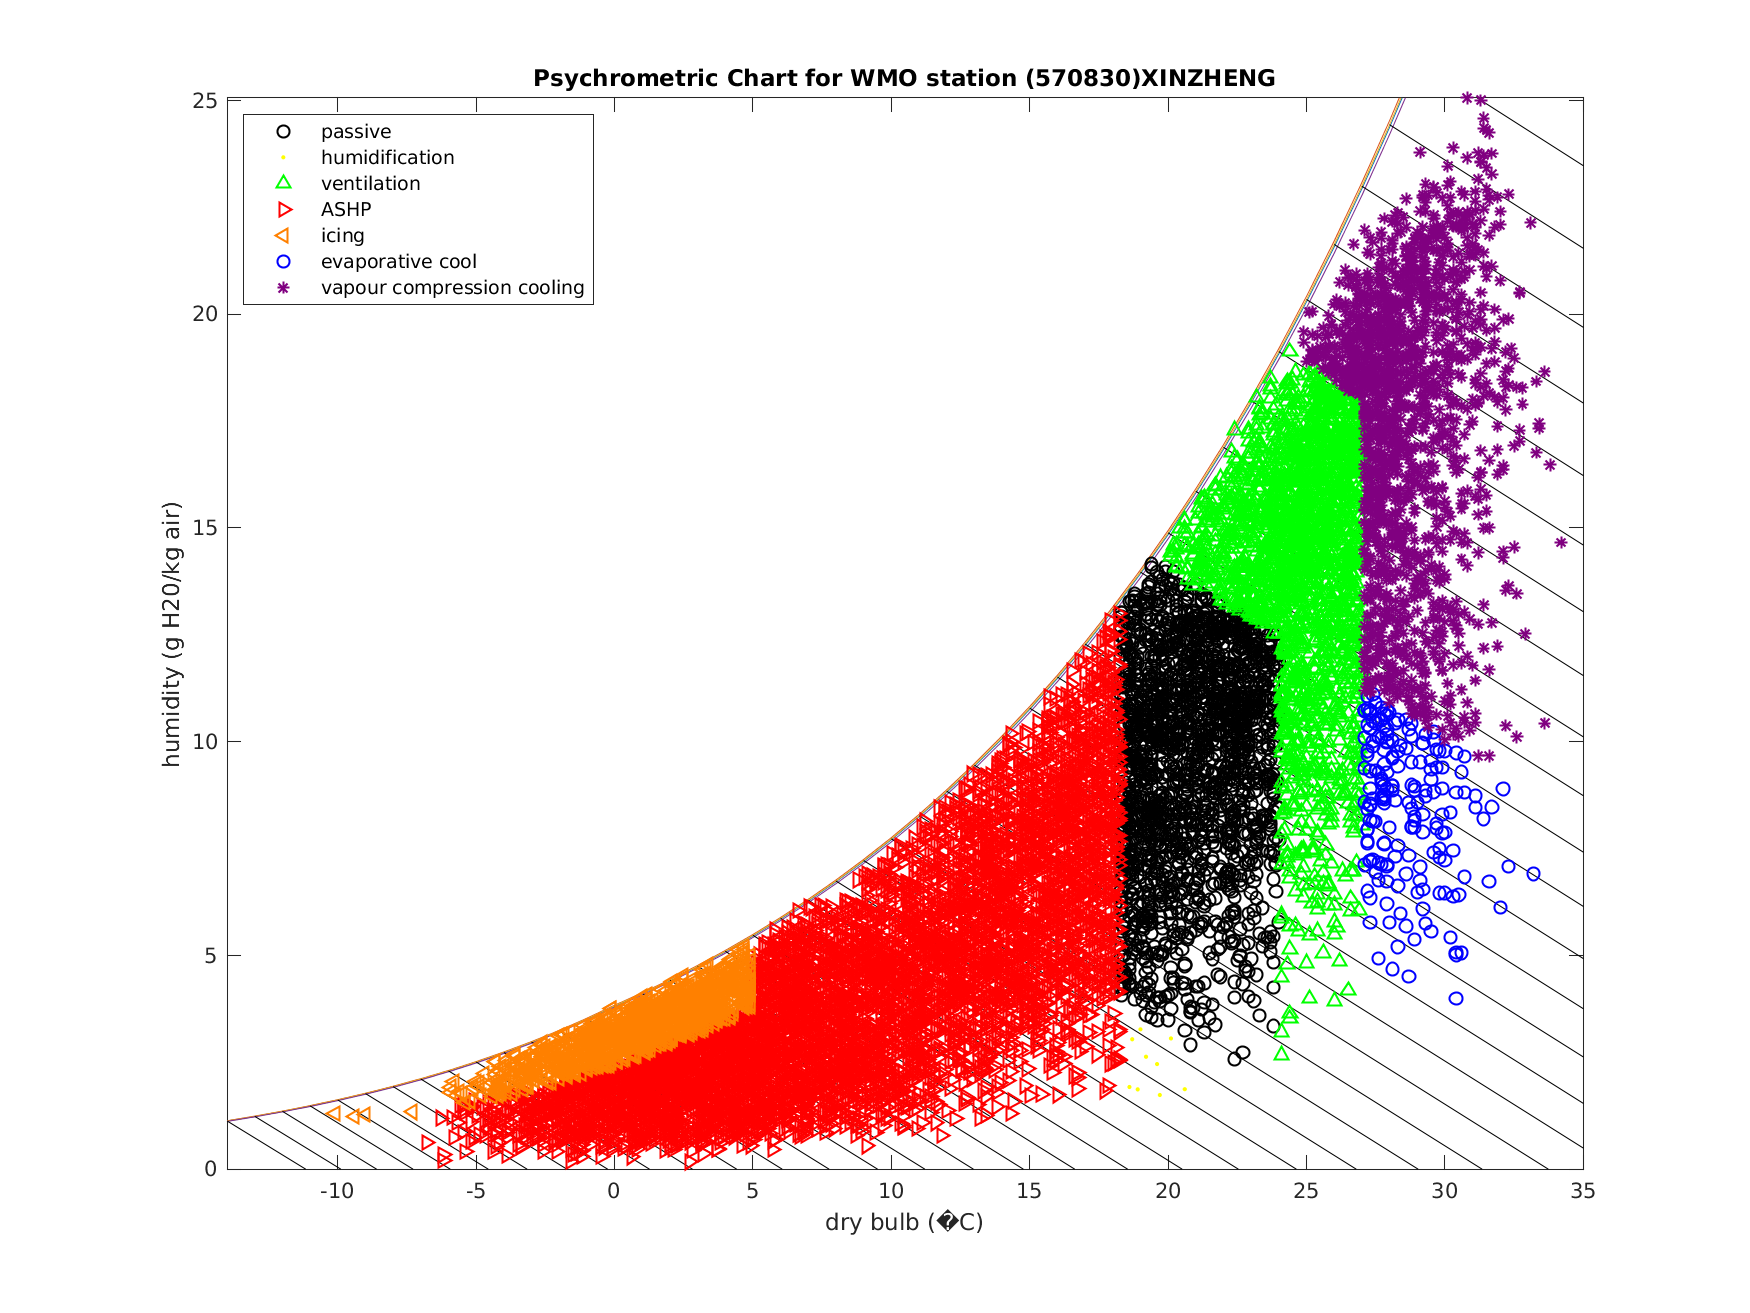 Psychrometric Chart for WMO station (570830)XINZHENG
passive
humidification
ventilation
ASHP
icing
evaporative cool
vapour compression cooling
humidity (g H20/kg air)
25
20
15
10
5
0
-10 -5 0 5 10 15 20 25 30 35
dry bulb (�C)